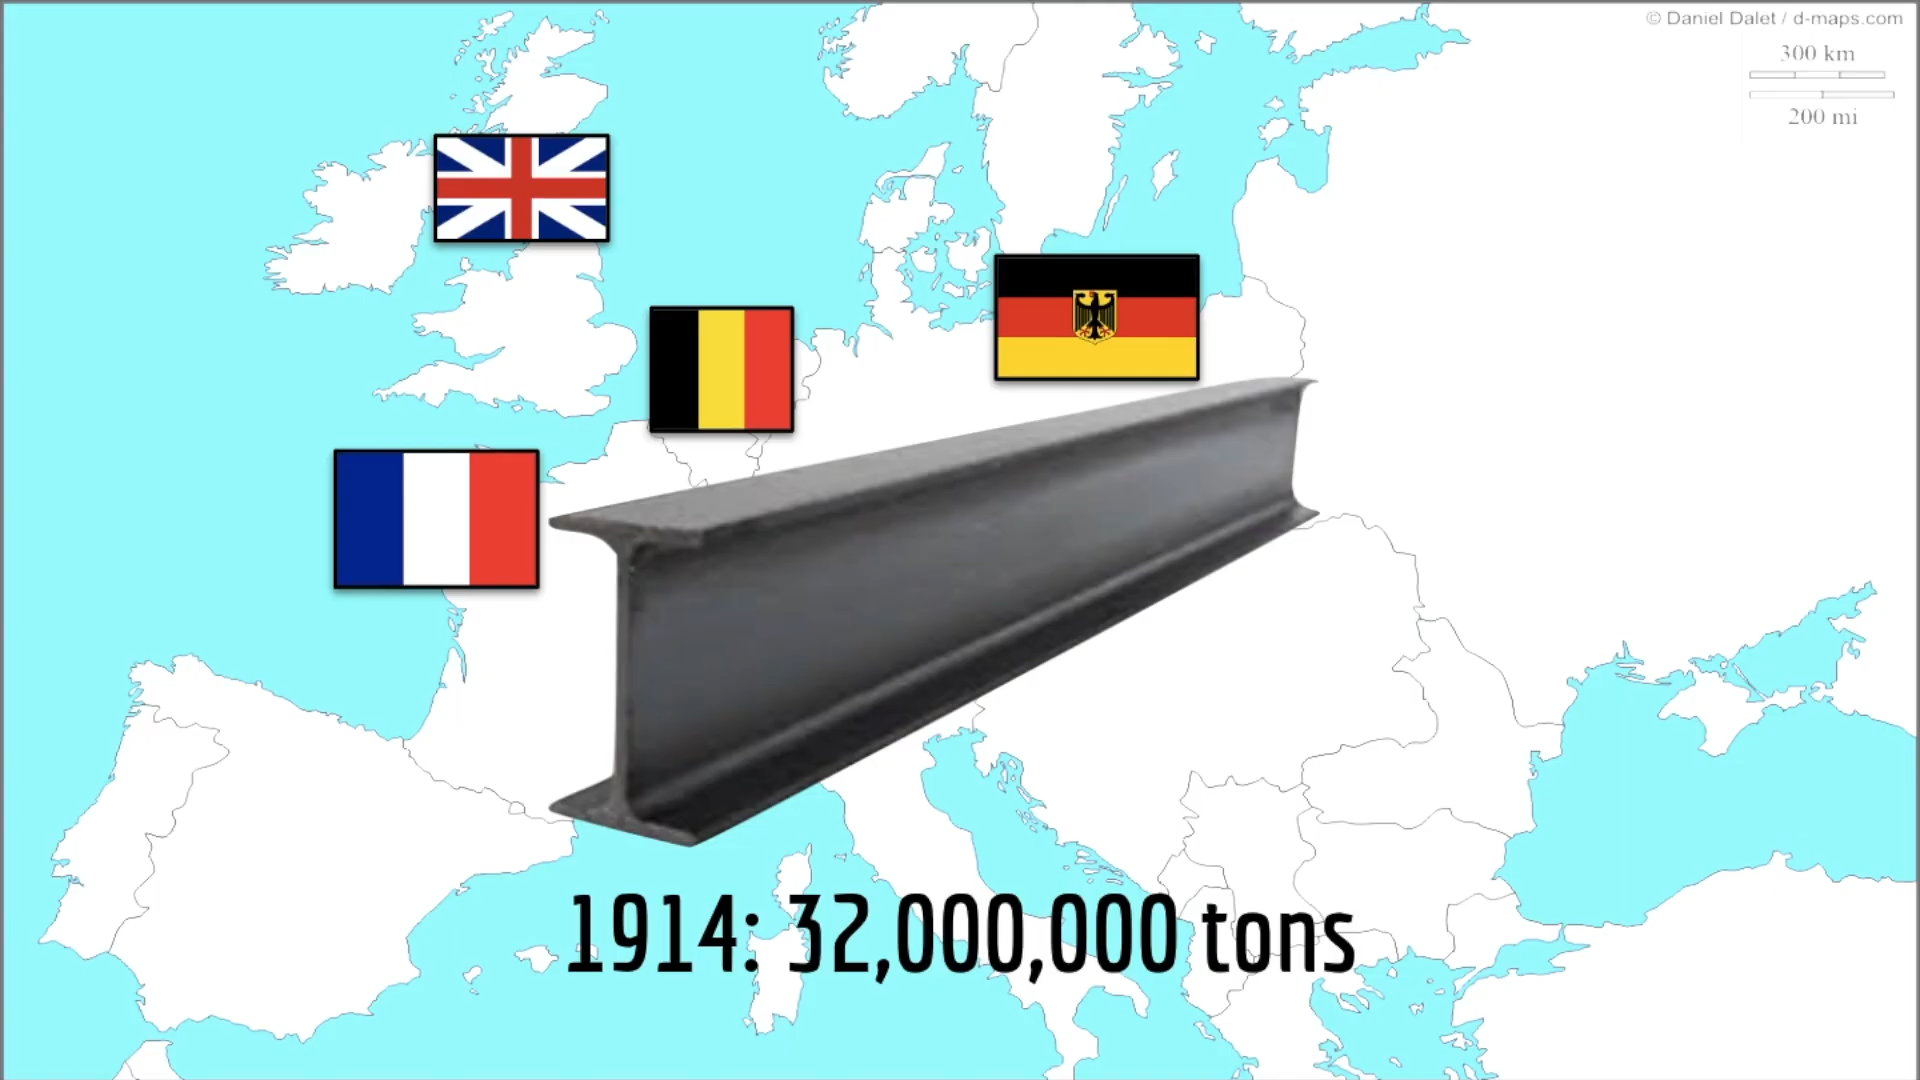 © Daniel Dalet / d-maps.com
300 km
200 mi
1914: 32,000,000 tons